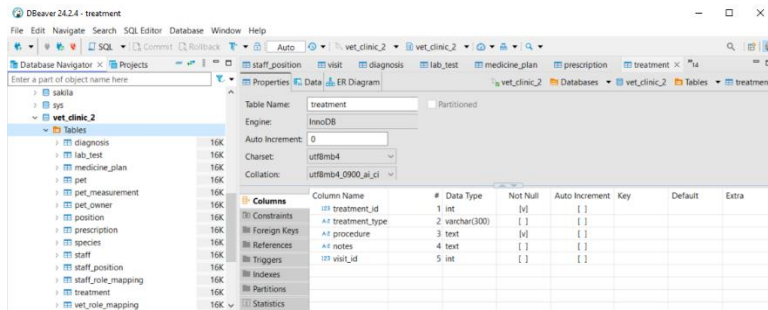 DBeaver 24.2.4 - treatment
File Edit Navigate Search SQL Editor Database Window Help
SQL Commit Rollback T Auto vet_clinic_2 vet_clinic_2
Database Navigator Projects
Enter a part of object name here
sakila
sys
vet_clinic_2
Tables
diagnosis 16K
lab_test 16K
medicine_plan 16K
pet 16K
pet_measurement 16K
pet_owner 16K
position 16K
prescription 16K
species 16K
staff 16K
staff_position 16K
staff_role_mapping 16K
treatment 16K
vet_role_mapping 16K
staff_position visit diagnosis lab_test medicine_plan prescription treatment 14
Properties Data ER Diagram vet_clinic_2 Databases vet_clinic_2 Tables treatmen
Table Name: treatment Partitioned
Engine: InnoDB
Auto Increment: 0
Charset: utf8mb4
Collation: utf8mb4_0900_ai_ci
Columns
Constraints
Foreign Keys
References
Triggers
Indexes
Partitions
Statistics
Column Name # Data Type Not Null Auto Increment Key Default Extra
123 treatment_id 1 int [v] [ ]
A-Z treatment_type 2 varchar(300) [ ] [ ]
A-Z procedure 3 text [v] [ ]
A-Z notes 4 text [ ] [ ]
123 visit_id 5 int [ ] [ ]